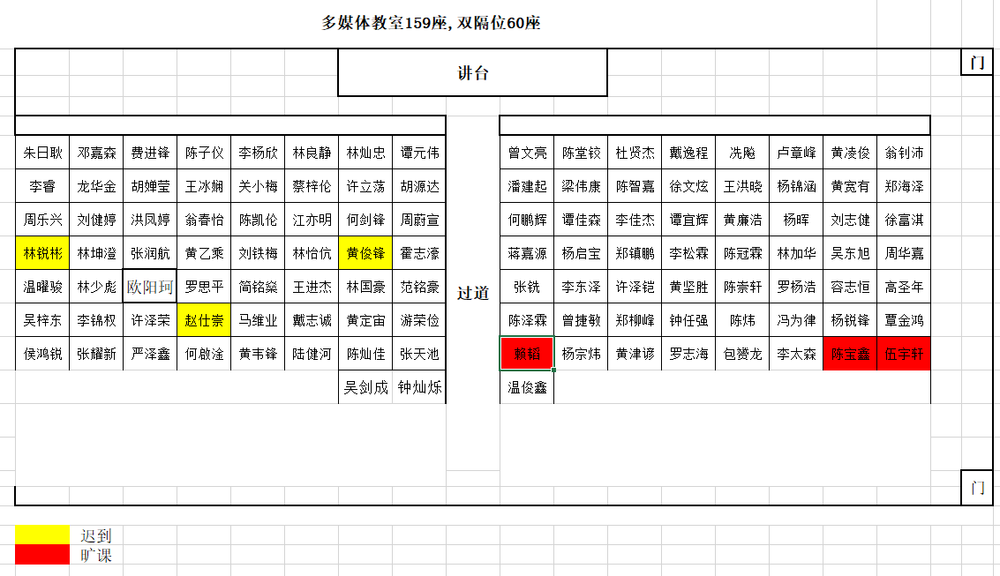 多媒体教室159座,双隔位60座
讲台
门
朱日耿 邓嘉森 费进锋 陈子仪 李杨欣 林良静 林灿忠 谭元伟 曾文亮 陈堂铰 杜贤杰 戴逸程 冼飚 卢章峰 黄凌俊 翁钊沛
李睿 龙华金 胡婵莹 王冰娴 关小梅 蔡梓伦 许立荡 胡源达 潘建起 梁伟康 陈智嘉 徐文炫 王洪晓 杨锦涵 黄宽有 郑海泽
周乐兴 刘健婷 洪凤婷 翁春怡 陈凯伦 江亦明 何剑锋 周蔚宣 何鹏辉 谭佳森 李佳杰 谭宜辉 黄廉浩 杨晖 刘志健 徐富淇
林锐彬 林坤澄 张润航 黄乙乘 刘铁梅 林怡伉 黄俊锋 霍志濠 蒋嘉源 杨启宝 郑镇鹏 李松霖 陈冠霖 林加华 吴东旭 周华嘉
温曜骏 林少彪 欧阳珂 罗思平 简铭燊 王进杰 林国豪 范铭豪 过道 张铣 李东泽 许泽铠 黄坚胜 陈崇轩 罗杨浩 容志恒 高圣年
吴梓东 李锦权 许泽荣 赵仕崇 马维业 戴志诚 黄定宙 游荣俭 陈泽霖 曾捷敏 郑柳峰 钟任强 陈炜 冯为律 杨锐锋 覃金鸿
侯鸿锐 张耀新 严泽鑫 何啟淦 黄韦锋 陆健河 陈灿佳 张天池 赖韬 杨宗炜 黄津谚 罗志海 包赟龙 李太森 陈宝鑫 伍宇轩
吴剑成 钟灿烁 温俊鑫
门
迟到
旷课